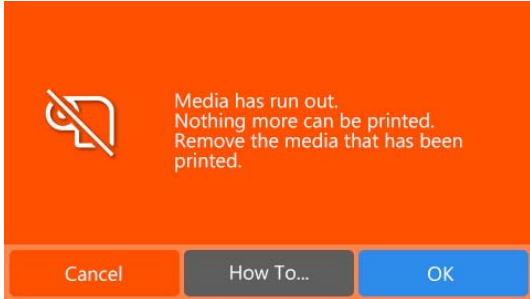 Media has run out.
Nothing more can be printed.
Remove the media that has been
printed.
Cancel
How To...
OK